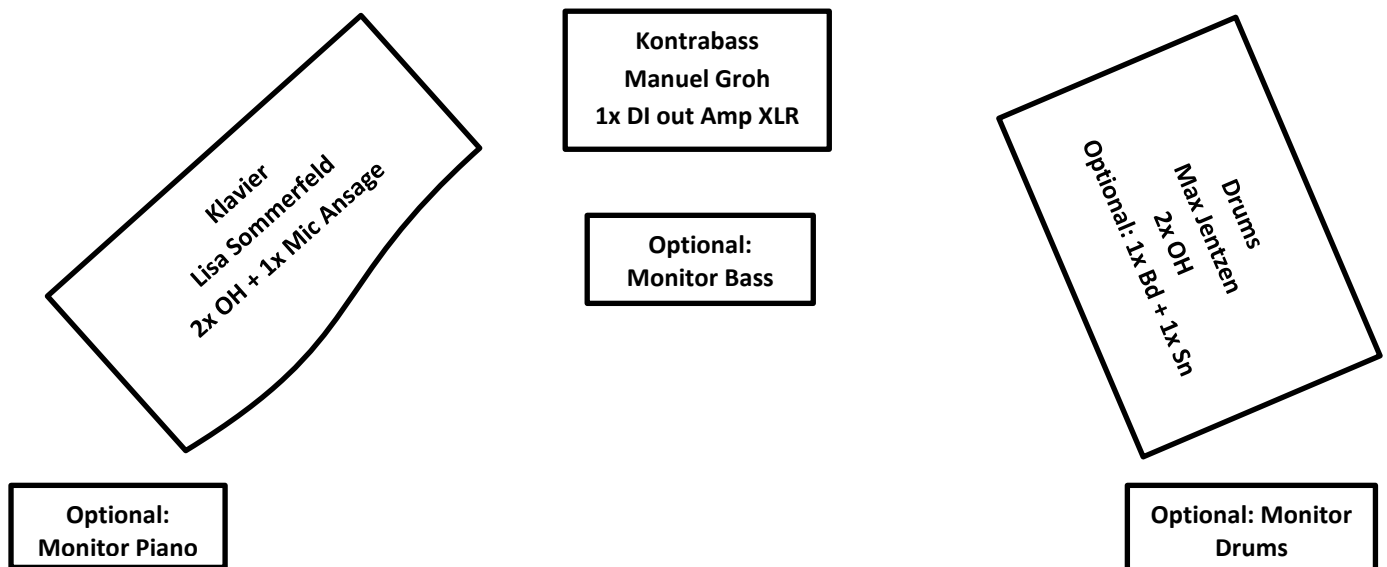 Klavier
Lisa Sommerfeld
2x OH + 1x Mic Ansage
Kontrabass
Manuel Groh
1x DI out Amp XLR
Optional:
Monitor Bass
Drums
Max Jentzen
2x OH
Optional: 1x Bd + 1x Sn
Optional:
Monitor Piano
Optional: Monitor
Drums